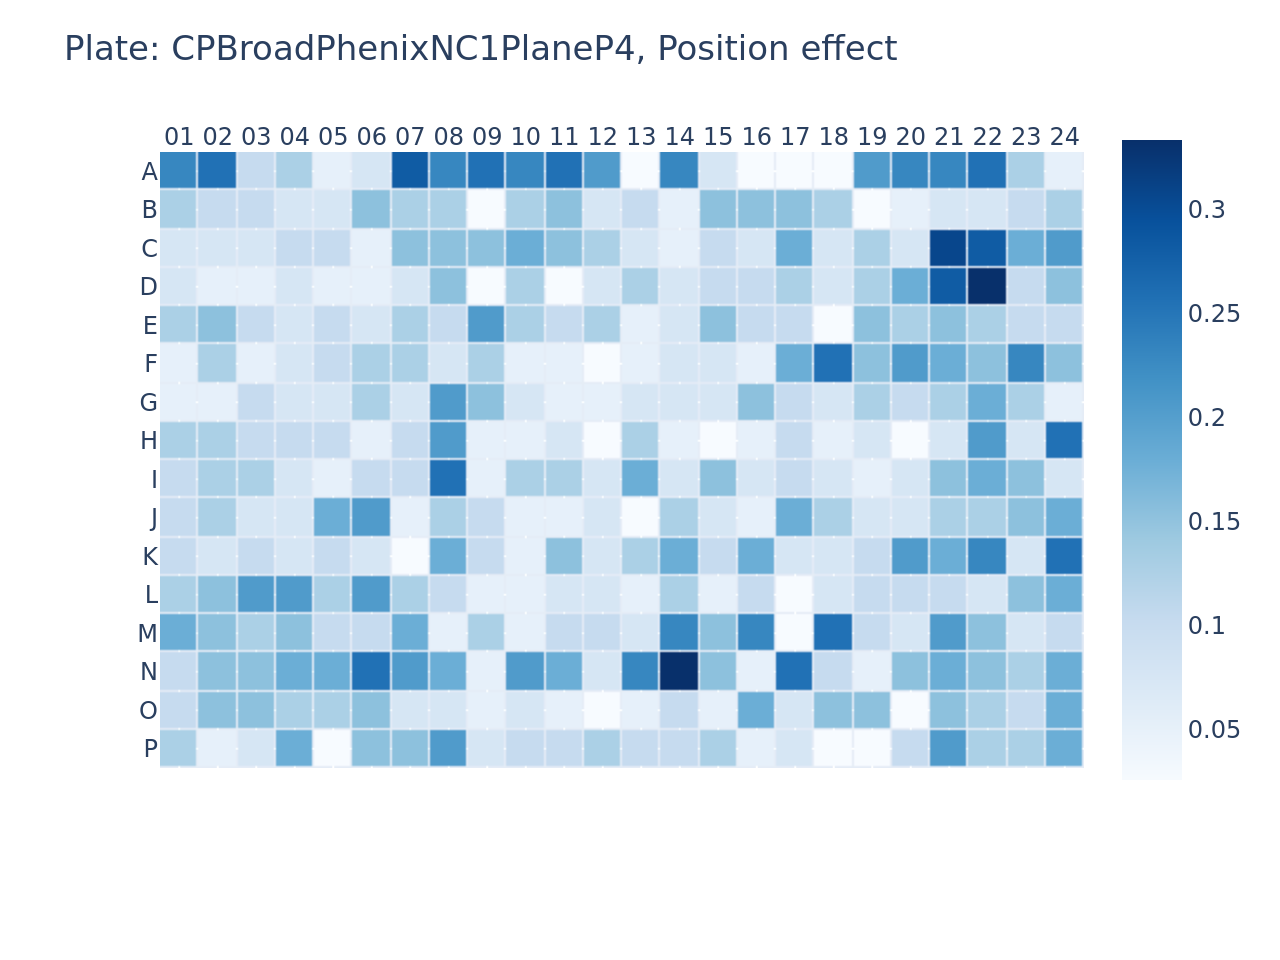 Plate: CPBroadPhenixNC1PlaneP4, Position effect
01 02 03 04 05 06 07 08 09 10 11 12 13 14 15 16 17 18 19 20 21 22 23 24
A
B
C
D
E
F
G
H
I
J
K
L
M
N
O
P
0.3
0.25
0.2
0.15
0.1
0.05